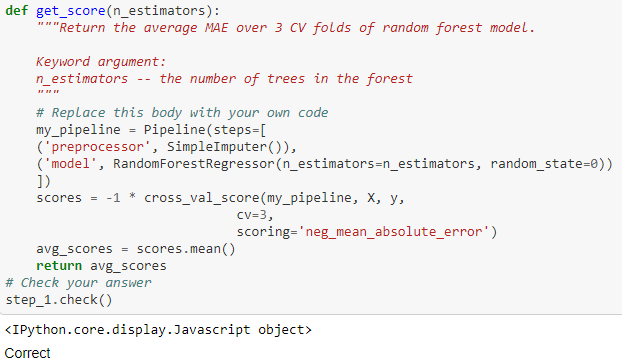 def get_score(n_estimators):
    """Return the average MAE over 3 CV folds of random forest model.

    Keyword argument:
    n_estimators -- the number of trees in the forest
    """
    # Replace this body with your own code
    my_pipeline = Pipeline(steps=[
    ('preprocessor', SimpleImputer()),
    ('model', RandomForestRegressor(n_estimators=n_estimators, random_state=0))
    ])
    scores = -1 * cross_val_score(my_pipeline, X, y,
                              cv=3,
                              scoring='neg_mean_absolute_error')
    avg_scores = scores.mean()
    return avg_scores
# Check your answer
step_1.check()
<IPython.core.display.Javascript object>
Correct